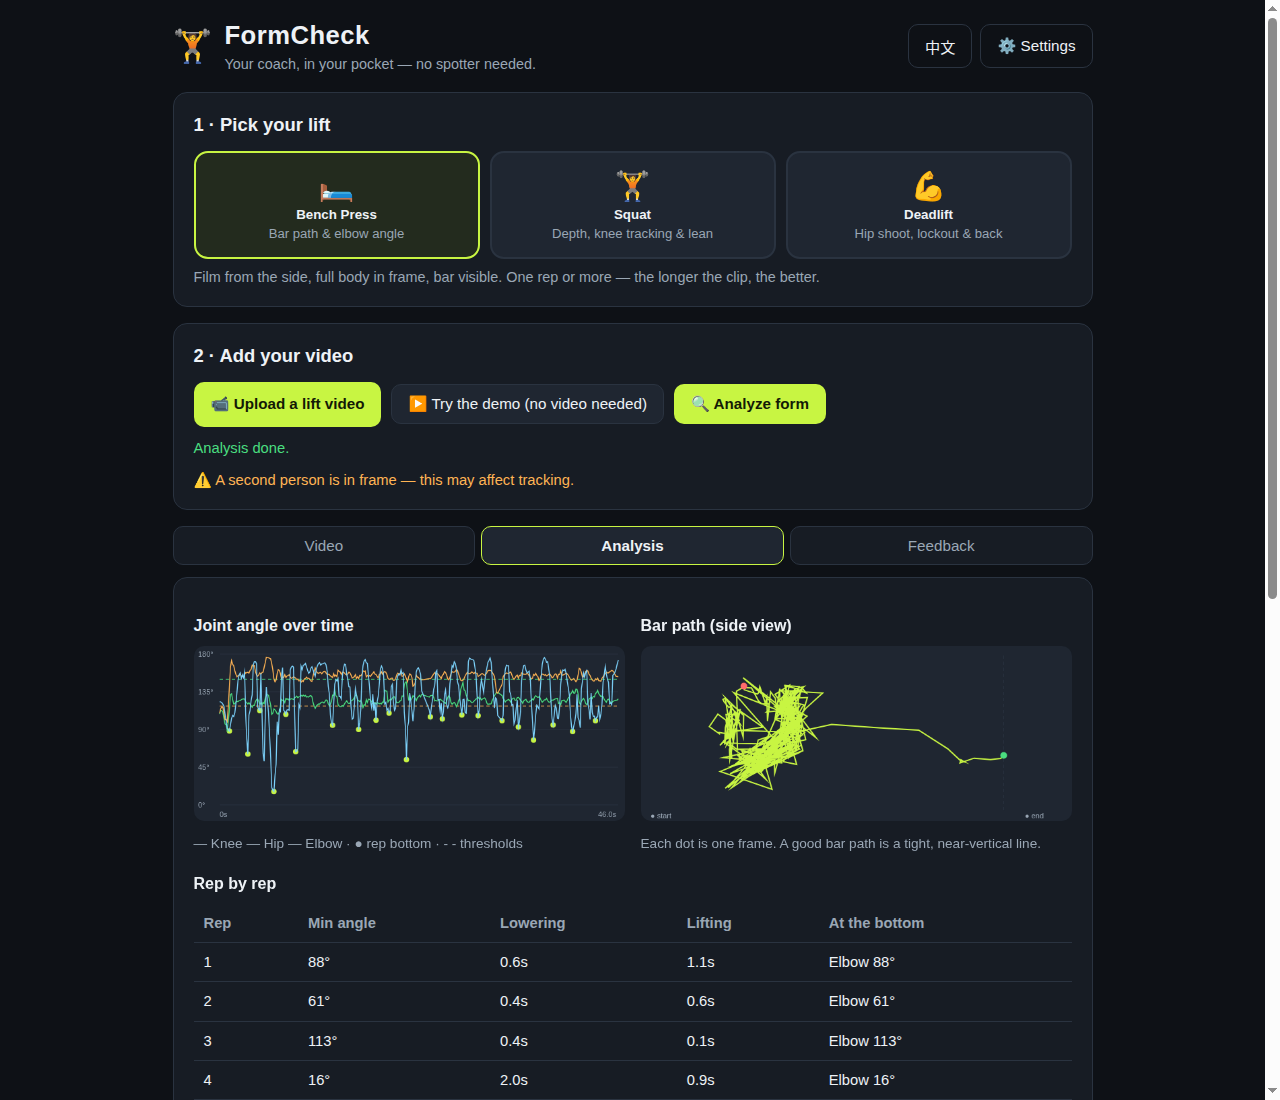 FormCheck
Your coach, in your pocket — no spotter needed.
中文
⚙️ Settings
1 · Pick your lift
Bench Press
Bar path & elbow angle
Squat
Depth, knee tracking & lean
Deadlift
Hip shoot, lockout & back
Film from the side, full body in frame, bar visible. One rep or more — the longer the clip, the better.
2 · Add your video
📹 Upload a lift video
▶️ Try the demo (no video needed)
🔍 Analyze form
Analysis done.
⚠️ A second person is in frame — this may affect tracking.
Video
Analysis
Feedback
Joint angle over time
180°
135°
90°
45°
0°
0s
46.0s
— Knee — Hip — Elbow · ● rep bottom · - - thresholds
Bar path (side view)
● start
● end
Each dot is one frame. A good bar path is a tight, near-vertical line.
Rep by rep
Rep Min angle Lowering Lifting At the bottom
1 88° 0.6s 1.1s Elbow 88°
2 61° 0.4s 0.6s Elbow 61°
3 113° 0.4s 0.1s Elbow 113°
4 16° 2.0s 0.9s Elbow 16°